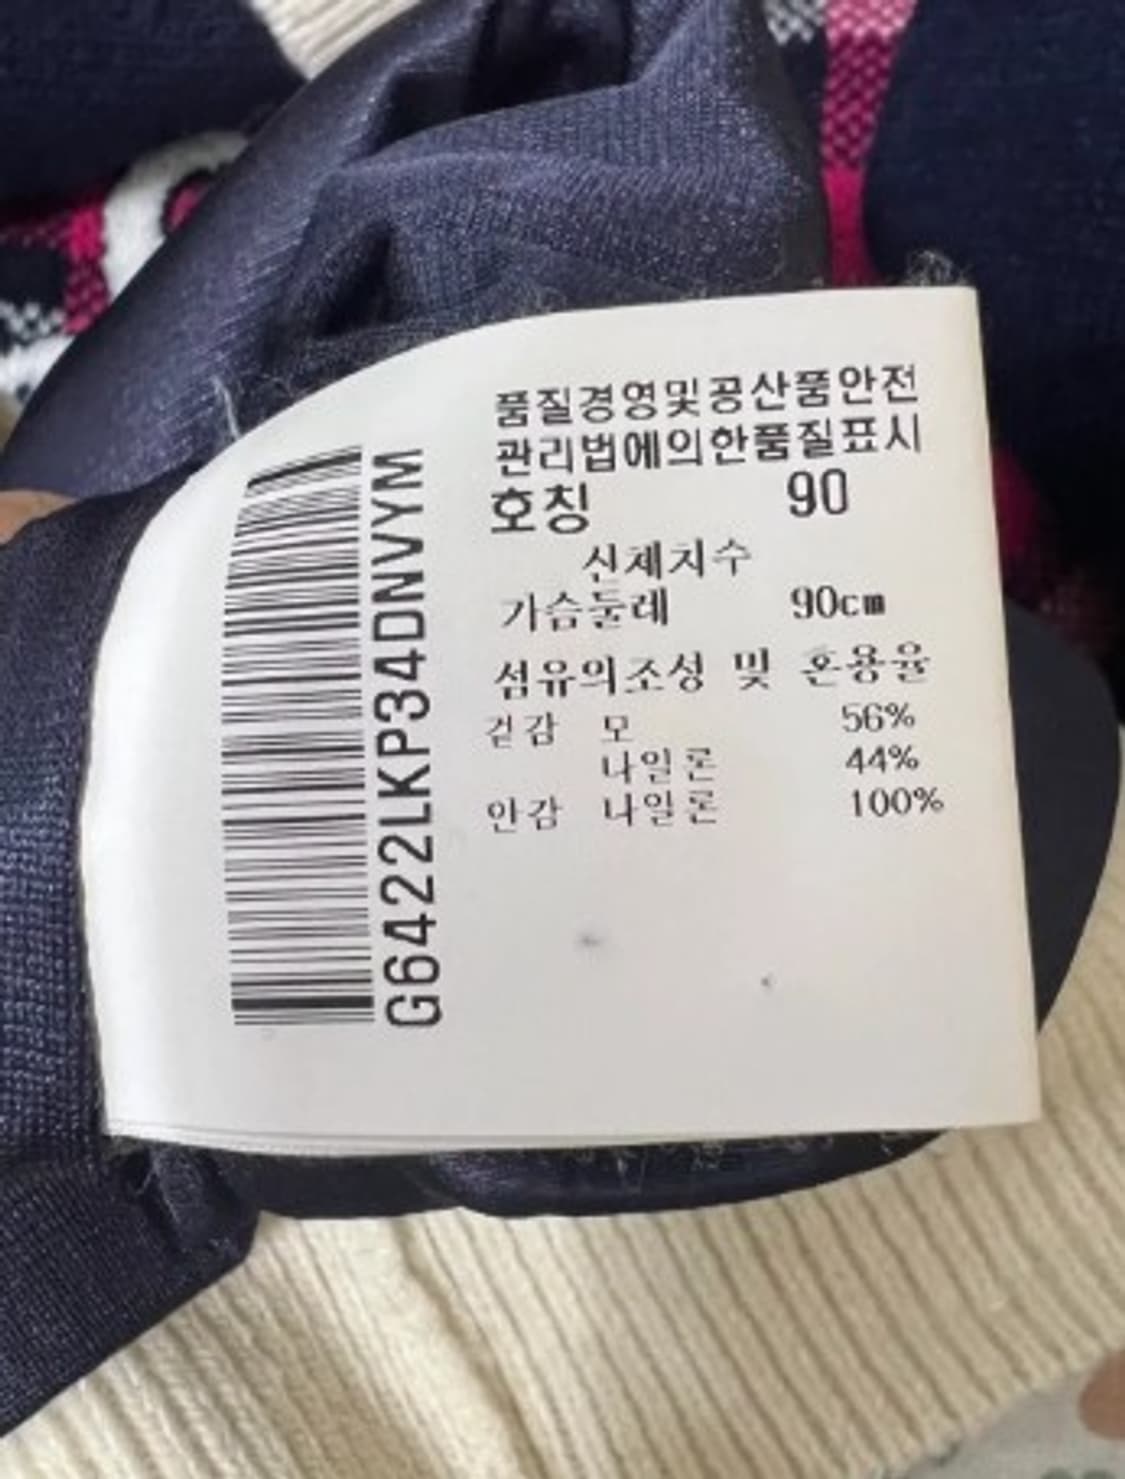 품질경영및공산품안전
관리법에의한품질표시
호칭 90
신체치수
가슴둘레 90cm
섬유의조성 및 혼용율
겉감 모 56%
나일론 44%
안감 나일론 100%
G6422LKP34DNVYM